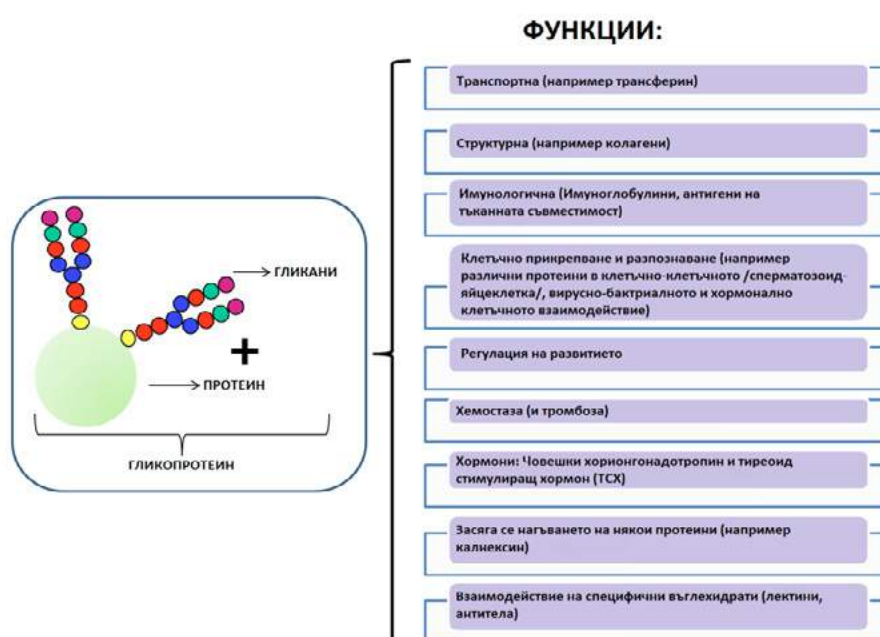 ФУНКЦИИ:
Транспортна (например трансферин)
Структурна (например колагени)
Имунологична (Имуноглобулини, антигени на
тъканната съвместимост)
Клетъчно прикрепване и разпознаване (например
различни протеини в клетъчно-клетъчното /сперматозоид-
яйцеклетка/, вирусно-бактриалното и хормонално
клетъчното взаимодействие)
Регулация на развитието
Хемостаза (и тромбоза)
Хормони: Човешки хорионгонадотропин и тиреоид
стимулиращ хормон (ТСХ)
Засяга се нагъването на някои протеини (например
калнексин)
Взаимодействие на специфични въглехидрати (лектини,
антитела)
ГЛИКАНИ
+
ПРОТЕИН
ГЛИКОПРОТЕИН